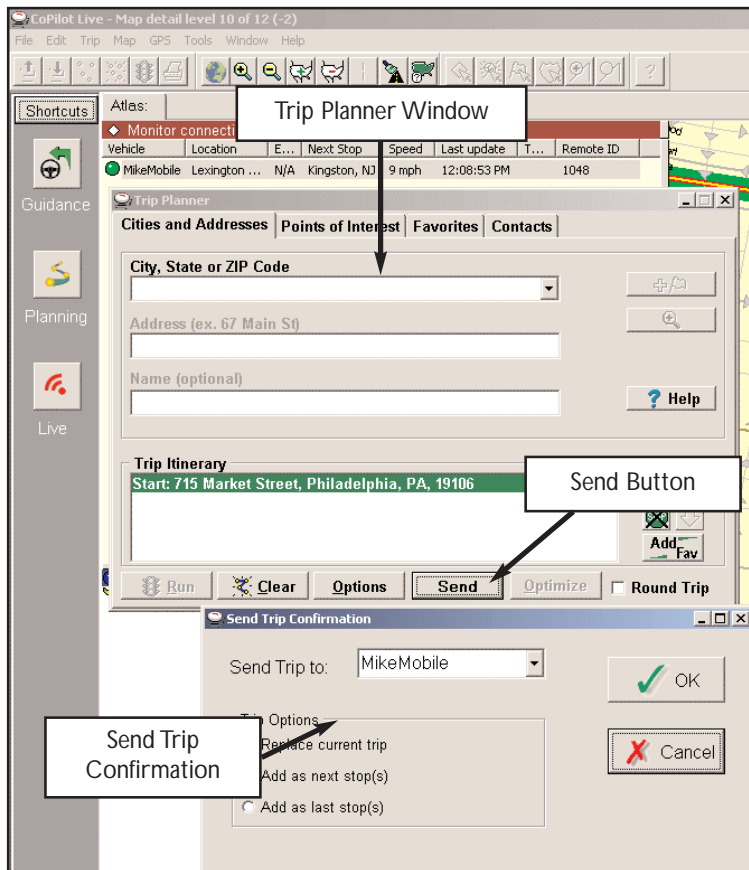 CoPilot Live - Map detail level 10 of 12 (-2)
File Edit Trip Map GPS Tools Window Help
Shortcuts
Atlas:
Trip Planner Window
Monitor connecti
Vehicle Location E... Next Stop Speed Last update T... Remote ID
MikeMobile Lexington ... N/A Kingston, NJ 9 mph 12:08:53 PM 1048
Guidance
Trip Planner
Cities and Addresses Points of Interest Favorites Contacts
City, State or ZIP Code
Planning
Address (ex. 67 Main St)
Name (optional)
? Help
Live
Trip Itinerary
Start: 715 Market Street, Philadelphia, PA, 19106
Send Button
Add Fav
Run Clear Options Send Optimize Round Trip
Send Trip Confirmation
Send Trip to: MikeMobile
OK
Trip Options
Send Trip
Confirmation
Replace current trip
Cancel
Add as next stop(s)
Add as last stop(s)